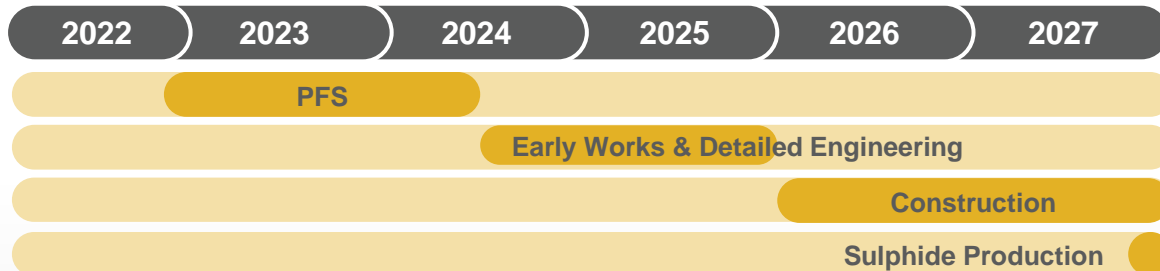 2022 2023 2024 2025 2026 2027
PFS
Early Works & Detailed Engineering
Construction
Sulphide Production